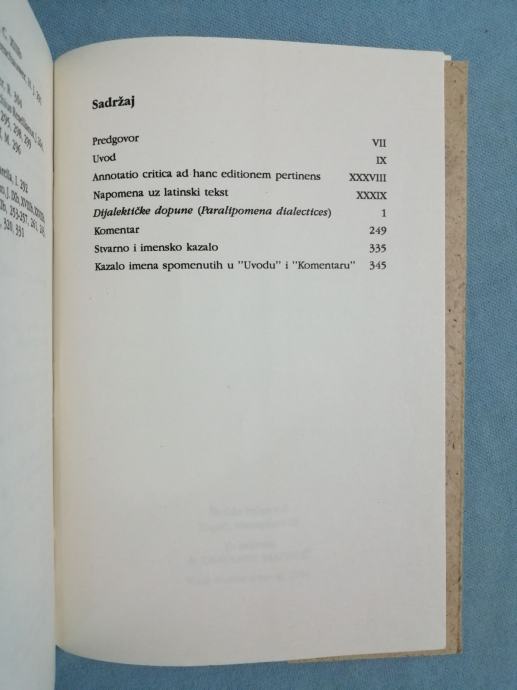 Sadržaj
Predgovor VII
Uvod IX
Annotatio critica ad hanc editionem pertinens XXXVIII
Napomena uz latinski tekst XXXIX
Dijalektičke dopune (Paralipomena dialectices) 1
Komentar 249
Stvarno i imensko kazalo 335
Kazalo imena spomenutih u "Uvodu" i "Komentaru" 345